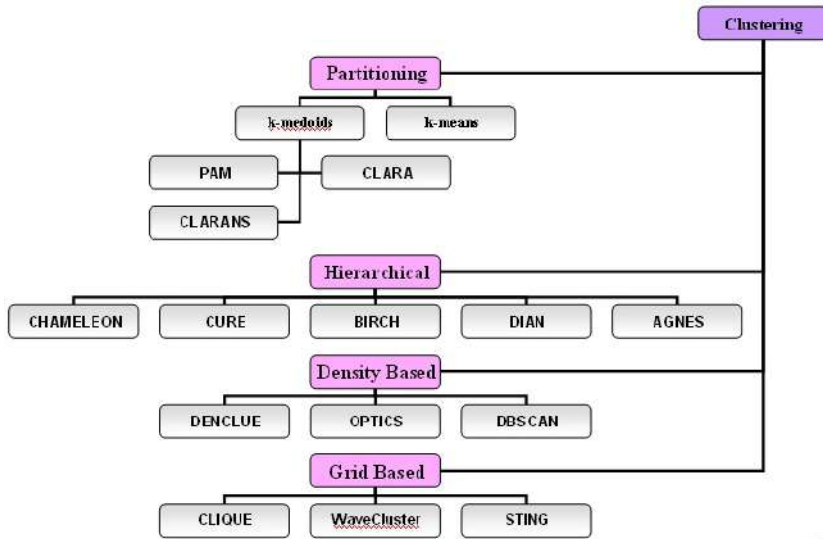 Clustering
Partitioning
k-medoids
k-means
PAM
CLARA
CLARANS
Hierarchical
CHAMELEON
CURE
BIRCH
DIAN
AGNES
Density Based
DENCLUE
OPTICS
DBSCAN
Grid Based
CLIQUE
WaveCluster
STING